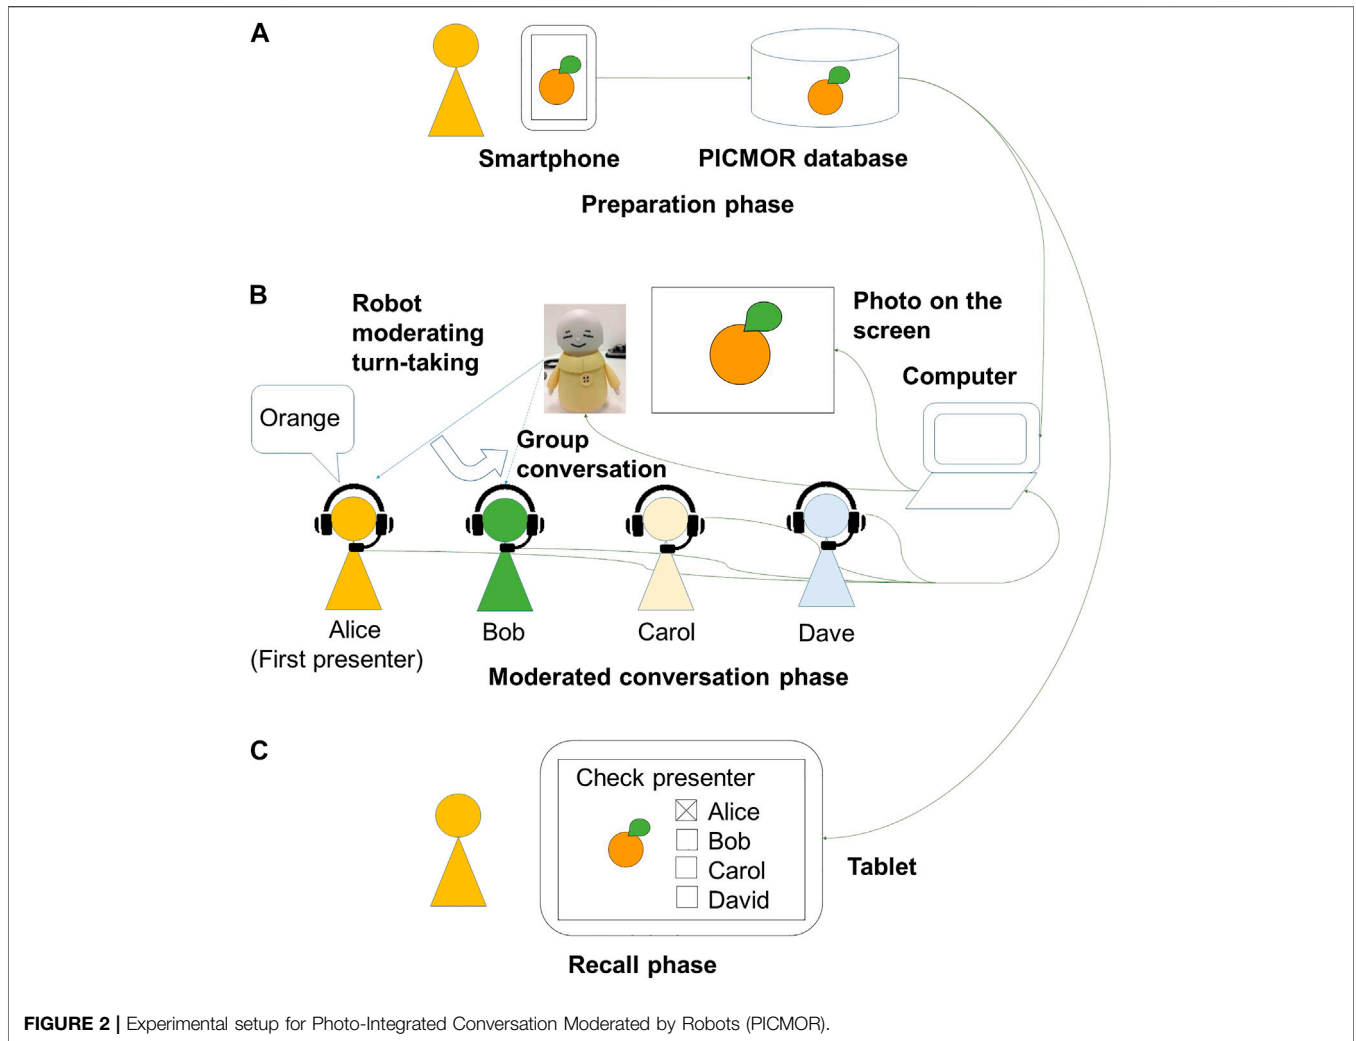 A
Smartphone
PICMOR database
Preparation phase
B
Robot
moderating
turn-taking
Photo on the
screen
Computer
Orange
Group
conversation
Alice
(First presenter)
Bob
Carol
Dave
Moderated conversation phase
C
Check presenter
Alice
Bob
Carol
David
Tablet
Recall phase
FIGURE 2 | Experimental setup for Photo-Integrated Conversation Moderated by Robots (PICMOR).